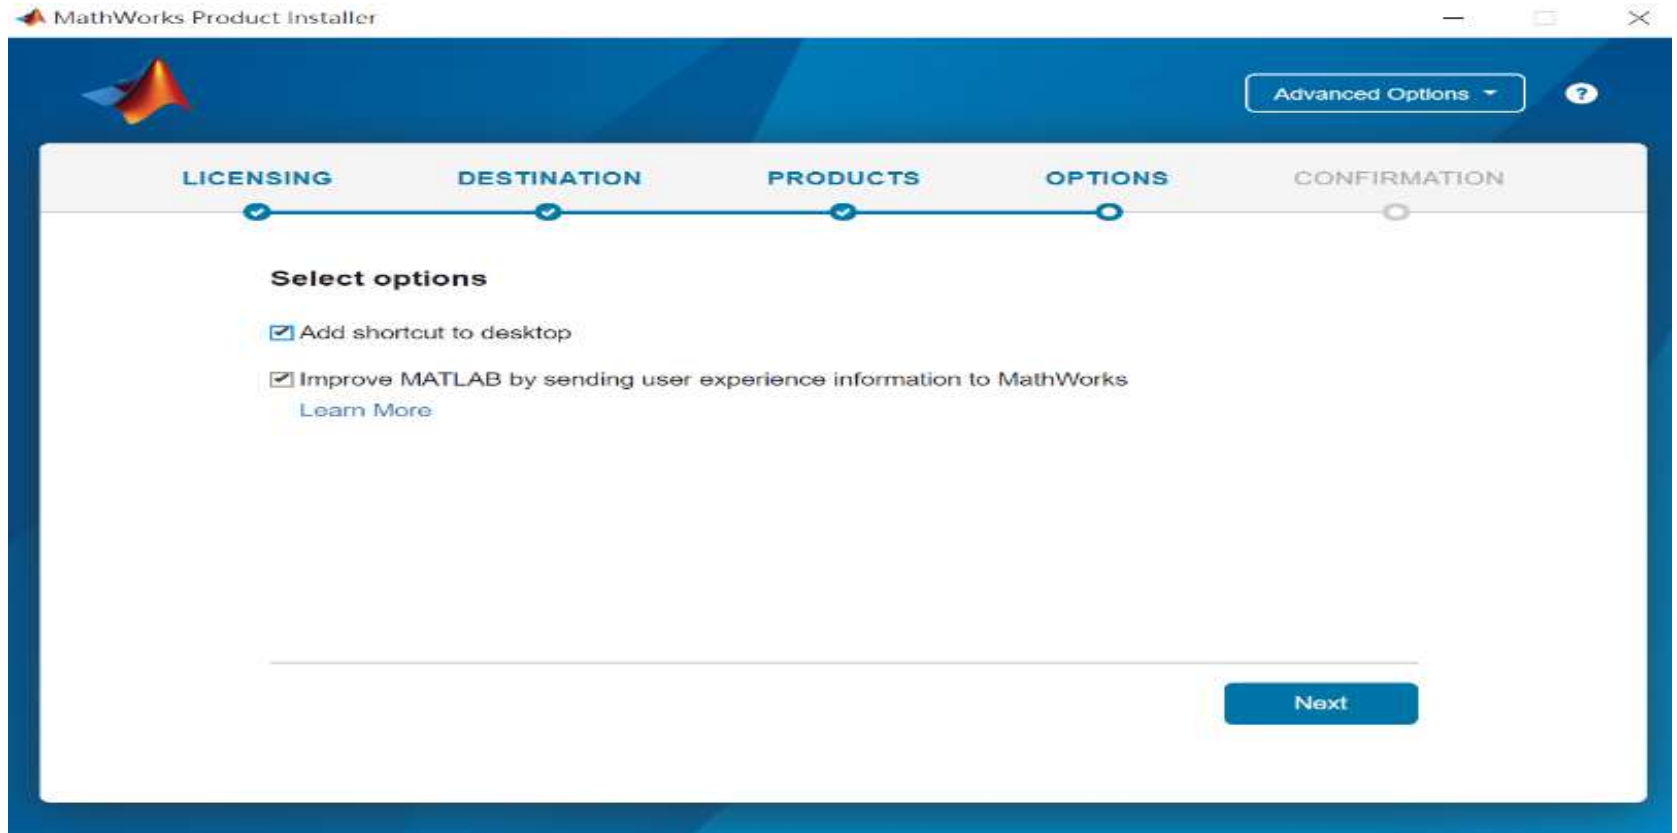 MathWorks Product Installer
Advanced Options
?
LICENSING DESTINATION PRODUCTS OPTIONS CONFIRMATION
Select options
Add shortcut to desktop
Improve MATLAB by sending user experience information to MathWorks
Learn More
Next